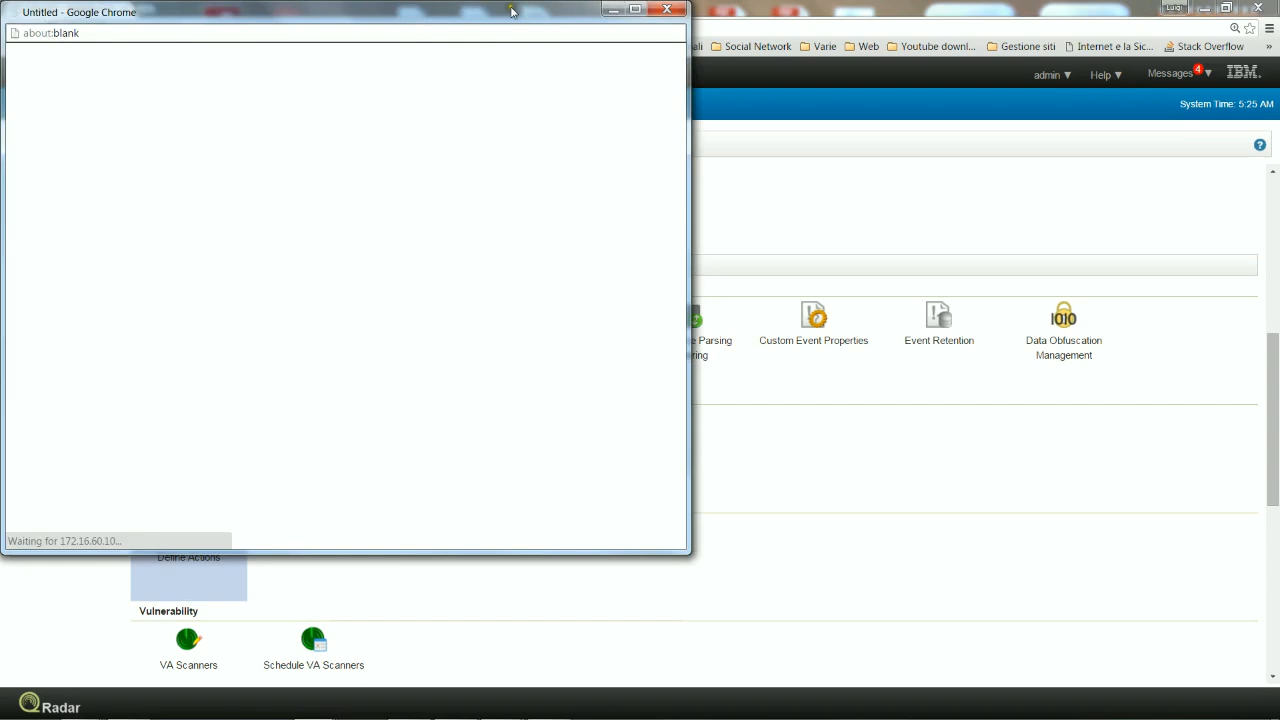 Untitled - Google Chrome
Luigi
about:blank
ali
Social Network
Varie
Web
Youtube downl...
Gestione siti
Internet e la Sic...
Stack Overflow
»
admin ▼
Help ▼
Messages 4 ▼
IBM.
System Time: 5:25 AM
?
Parsing
ring
Custom Event Properties
Event Retention
1010
Data Obfuscation
Management
Waiting for 172.16.60.10...
Define Actions
Vulnerability
VA Scanners
Schedule VA Scanners
QRadar